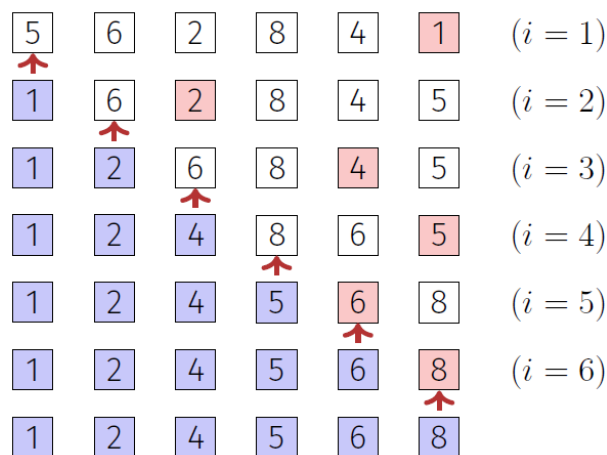 5 6 2 8 4 1 (i = 1)
1 6 2 8 4 5 (i = 2)
1 2 6 8 4 5 (i = 3)
1 2 4 8 6 5 (i = 4)
1 2 4 5 6 8 (i = 5)
1 2 4 5 6 8 (i = 6)
1 2 4 5 6 8